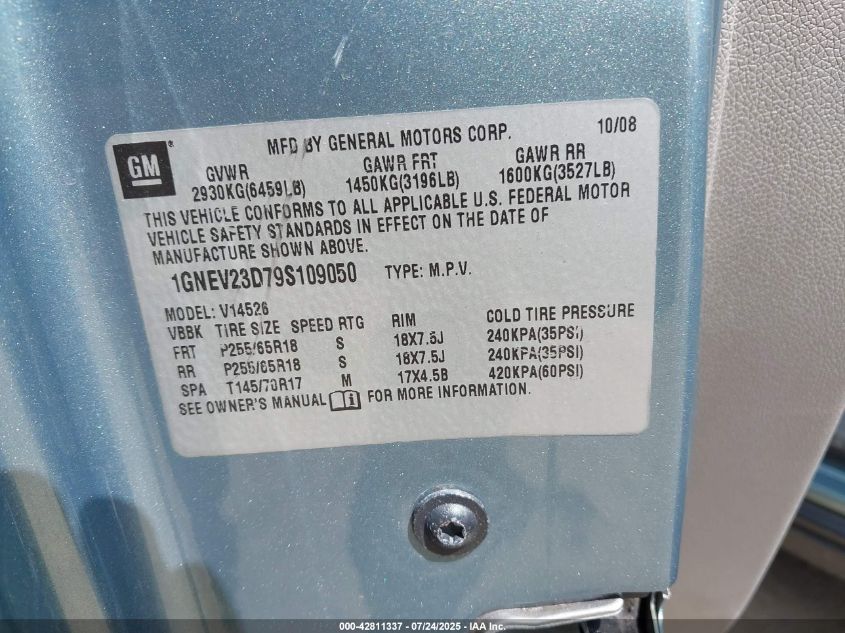 MFD BY GENERAL MOTORS CORP. 10/08
GM
GVWR GAWR FRT GAWR RR
2930KG(6459LB) 1450KG(3196LB) 1600KG(3527LB)
THIS VEHICLE CONFORMS TO ALL APPLICABLE U.S. FEDERAL MOTOR
VEHICLE SAFETY STANDARDS IN EFFECT ON THE DATE OF
MANUFACTURE SHOWN ABOVE.
1GNEV23D79S109050 TYPE: M.P.V.
MODEL: V14526
VBBK TIRE SIZE SPEED RTG RIM COLD TIRE PRESSURE
FRT P255/65R18 S 18X7.5J 240KPA(35PSI)
RR P255/65R18 S 18X7.5J 240KPA(35PSI)
SPA T145/70R17 M 17X4.5B 420KPA(60PSI)
SEE OWNER'S MANUAL FOR MORE INFORMATION.
000-42811337 / 07/24/2025 - IAA Inc.